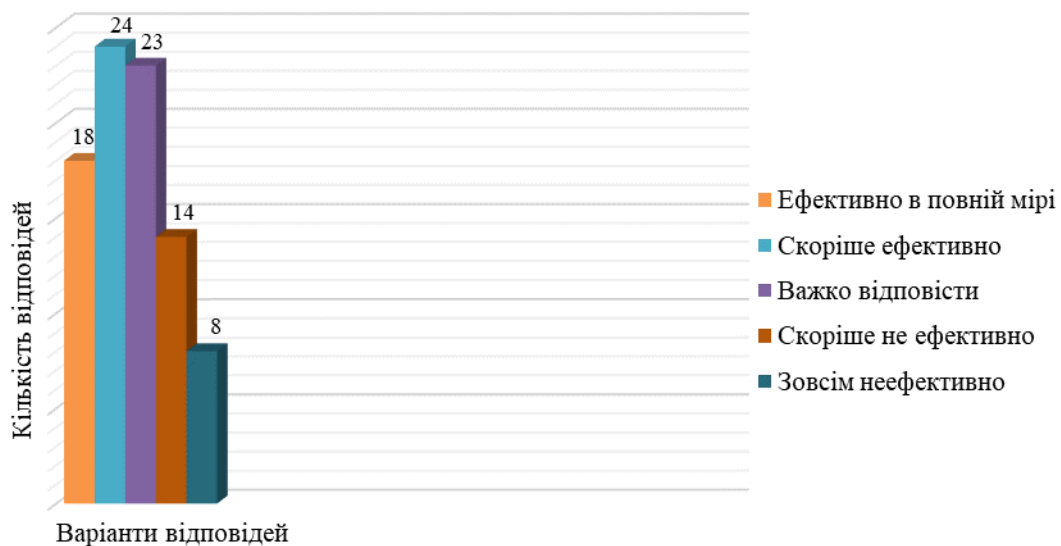 24
23
18
14
8
Кількість відповідей
Варіанти відповідей
Ефективно в повній мірі
Скоріше ефективно
Важко відповісти
Скоріше не ефективно
Зовсім неефективно